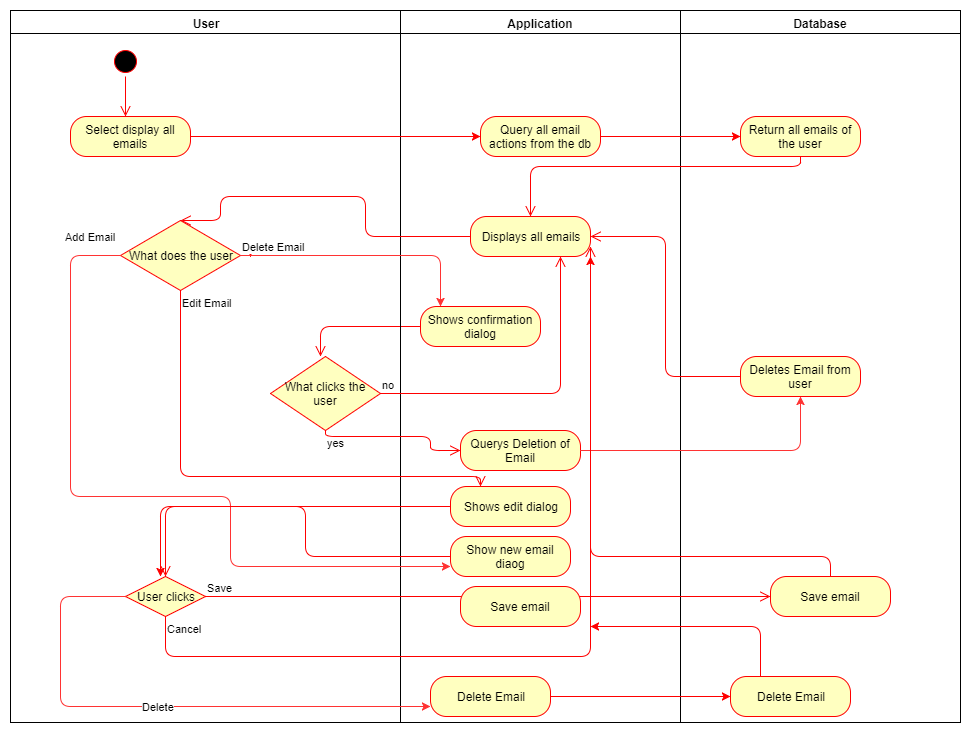 User
Application
Database
Select display all
emails
Query all email
actions from the db
Return all emails of
the user
Add Email
What does the user
Delete Email
Displays all emails
Edit Email
Shows confirmation
dialog
What clicks the
user
no
yes
Deletes Email from
user
Querys Deletion of
Email
Shows edit dialog
Show new email
diaog
User clicks
Save
Save email
Save email
Cancel
Delete
Delete Email
Delete Email